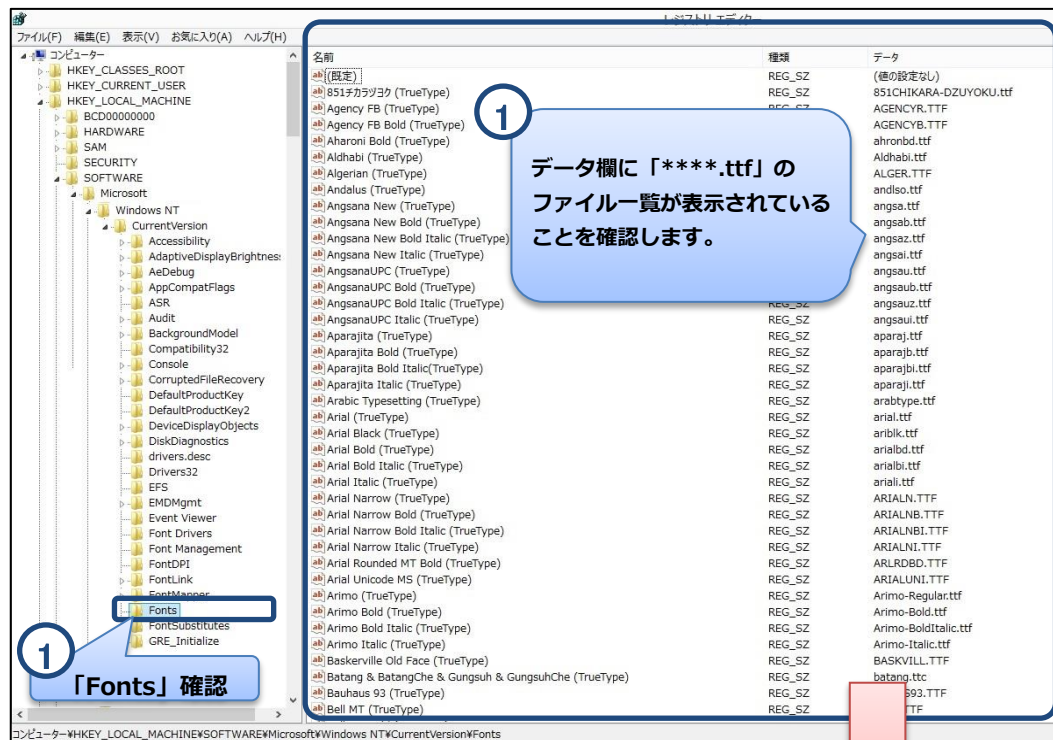 レジストリ エディター
ファイル(F) 編集(E) 表示(V) お気に入り(A) ヘルプ(H)
コンピューター
HKEY_CLASSES_ROOT
HKEY_CURRENT_USER
HKEY_LOCAL_MACHINE
BCD00000000
HARDWARE
SAM
SECURITY
SOFTWARE
Microsoft
Windows NT
CurrentVersion
Accessibility
AdaptiveDisplayBrightness
AeDebug
AppCompatFlags
ASR
Audit
BackgroundModel
Compatibility32
Console
CorruptedFileRecovery
DefaultProductKey
DefaultProductKey2
DeviceDisplayObjects
DiskDiagnostics
drivers.desc
Drivers32
EFS
EMDMgmt
Event Viewer
Font Drivers
Font Management
FontDPI
FontLink
FontMapper
Fonts
FontSubstitutes
GRE_Initialize
1
「Fonts」確認
名前 種類 データ
(既定) REG_SZ (値の設定なし)
851チカラヅヨク (TrueType) REG_SZ 851CHIKARA-DZUYOKU.ttf
Agency FB (TrueType) REG_SZ AGENCYR.TTF
Agency FB Bold (TrueType) AGENCYB.TTF
Aharoni Bold (TrueType) ahronbd.ttf
Aldhabi (TrueType) Aldhabi.ttf
Algerian (TrueType) ALGER.TTF
Andalus (TrueType) andlso.ttf
Angsana New (TrueType) angsa.ttf
Angsana New Bold (TrueType) angsab.ttf
Angsana New Bold Italic (TrueType) angsaz.ttf
Angsana New Italic (TrueType) angsai.ttf
AngsanaUPC (TrueType) angsau.ttf
AngsanaUPC Bold (TrueType) angsaub.ttf
AngsanaUPC Bold Italic (TrueType) REG_SZ angsauz.ttf
AngsanaUPC Italic (TrueType) REG_SZ angsaui.ttf
Aparajita (TrueType) REG_SZ aparaj.ttf
Aparajita Bold (TrueType) REG_SZ aparajb.ttf
Aparajita Bold Italic(TrueType) REG_SZ aparajbi.ttf
Aparajita Italic (TrueType) REG_SZ aparaji.ttf
Arabic Typesetting (TrueType) REG_SZ arabtype.ttf
Arial (TrueType) REG_SZ arial.ttf
Arial Black (TrueType) REG_SZ ariblk.ttf
Arial Bold (TrueType) REG_SZ arialbd.ttf
Arial Bold Italic (TrueType) REG_SZ arialbi.ttf
Arial Italic (TrueType) REG_SZ ariali.ttf
Arial Narrow (TrueType) REG_SZ ARIALN.TTF
Arial Narrow Bold (TrueType) REG_SZ ARIALNB.TTF
Arial Narrow Bold Italic (TrueType) REG_SZ ARIALNBI.TTF
Arial Narrow Italic (TrueType) REG_SZ ARIALNI.TTF
Arial Rounded MT Bold (TrueType) REG_SZ ARLRDBD.TTF
Arial Unicode MS (TrueType) REG_SZ ARIALUNI.TTF
Arimo (TrueType) REG_SZ Arimo-Regular.ttf
Arimo Bold (TrueType) REG_SZ Arimo-Bold.ttf
Arimo Bold Italic (TrueType) REG_SZ Arimo-BoldItalic.ttf
Arimo Italic (TrueType) REG_SZ Arimo-Italic.ttf
Baskerville Old Face (TrueType) REG_SZ BASKVILL.TTF
Batang & BatangChe & Gungsuh & GungsuhChe (TrueType) REG_SZ batang.ttc
Bauhaus 93 (TrueType) REG_SZ S93.TTF
Bell MT (TrueType) REG_SZ TTF
1
データ欄に「****.ttf」の
ファイル一覧が表示されている
ことを確認します。
コンピューター¥HKEY_LOCAL_MACHINE¥SOFTWARE¥Microsoft¥Windows NT¥CurrentVersion¥Fonts